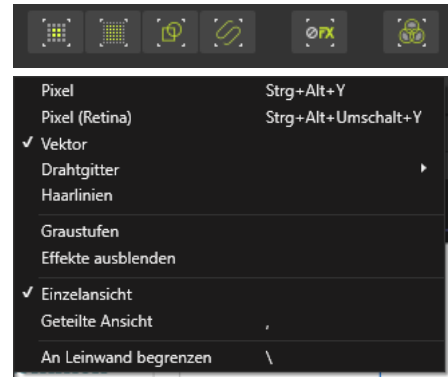 ØFX
Pixel Strg+Alt+Y
Pixel (Retina) Strg+Alt+Umschalt+Y
✓ Vektor
Drahtgitter
Haarlinien
Graustufen
Effekte ausblenden
✓ Einzelansicht
Geteilte Ansicht ,
An Leinwand begrenzen \